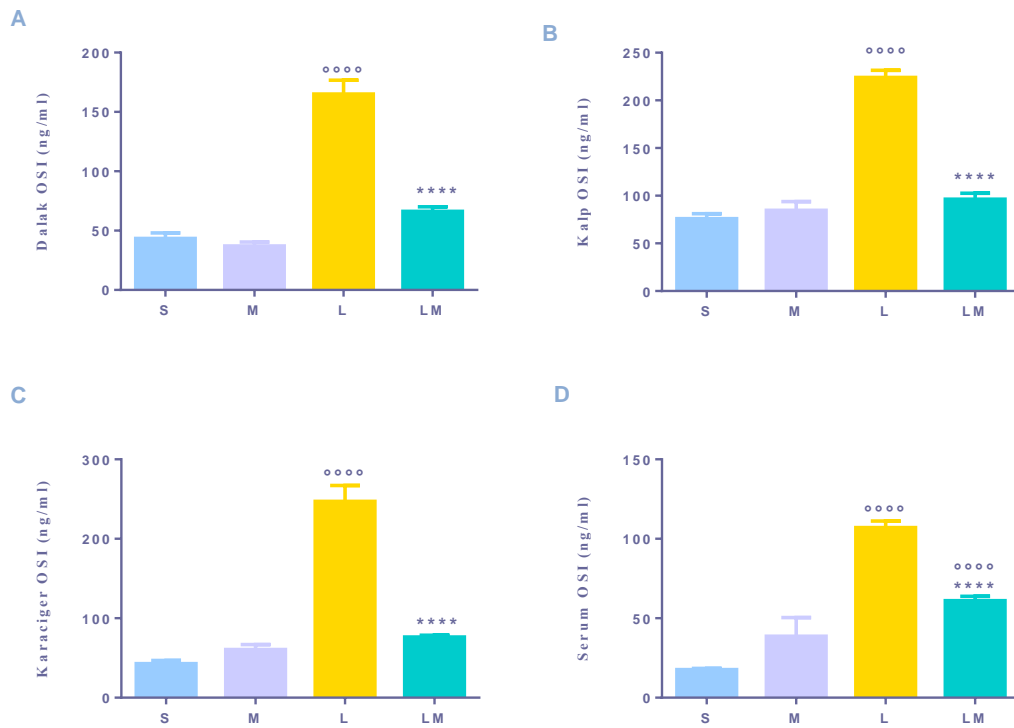 A
Dalak OSI (ng/ml)
200
150
100
50
0
°°°°
****
S M L LM
B
Kalp OSI (ng/ml)
250
200
150
100
50
0
°°°°
****
S M L LM
C
Karaciger OSI (ng/ml)
300
200
100
0
°°°°
****
S M L LM
D
Serum OSI (ng/ml)
150
100
50
0
°°°°
°°°°
****
S M L LM